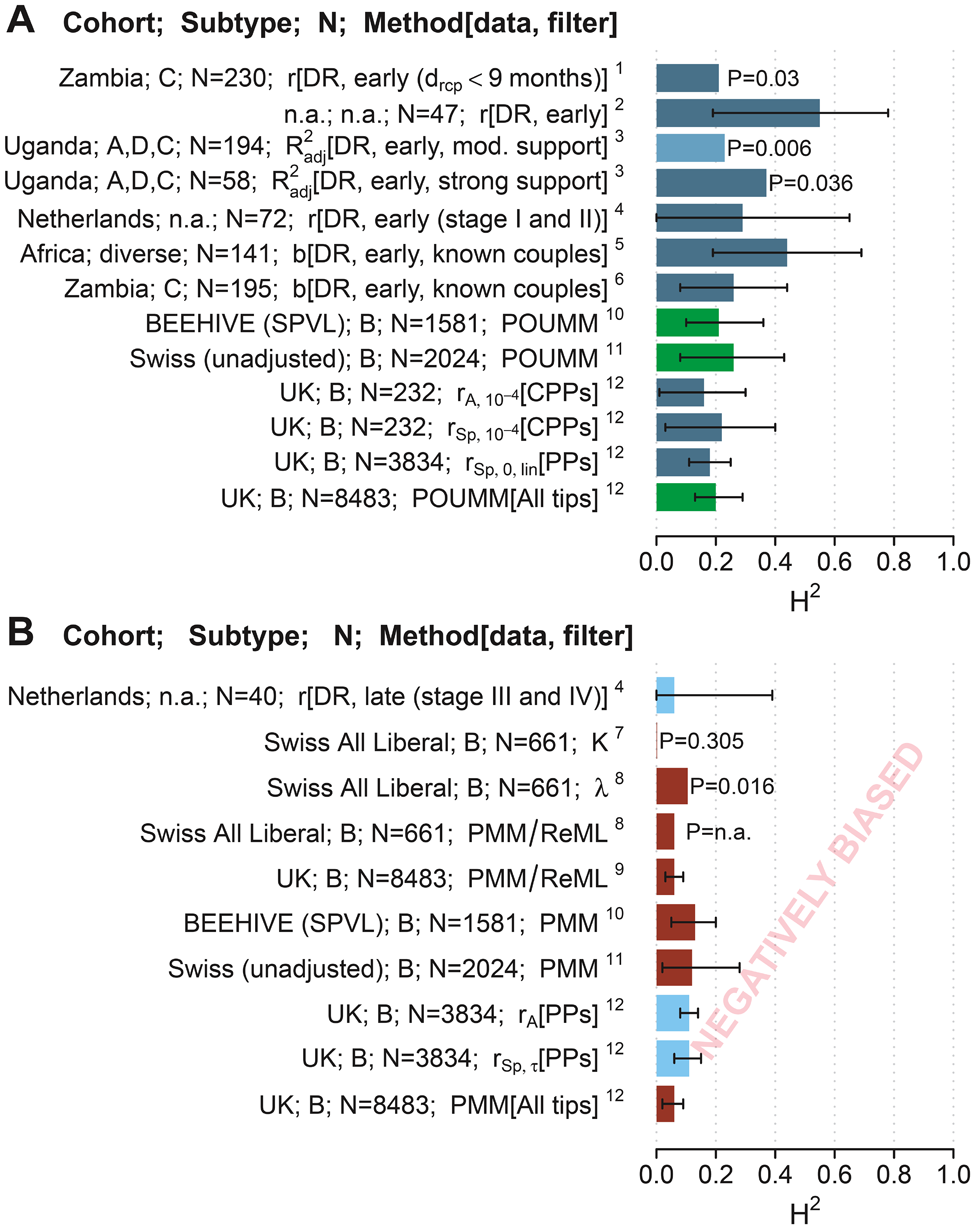 A Cohort; Subtype; N; Method[data, filter]
Zambia; C; N=230; r[DR, early (drcp < 9 months)] 1 P=0.03
n.a.; n.a.; N=47; r[DR, early] 2
Uganda; A,D,C; N=194; R2adj[DR, early, mod. support] 3 P=0.006
Uganda; A,D,C; N=58; R2adj[DR, early, strong support] 3 P=0.036
Netherlands; n.a.; N=72; r[DR, early (stage I and II)] 4
Africa; diverse; N=141; b[DR, early, known couples] 5
Zambia; C; N=195; b[DR, early, known couples] 6
BEEHIVE (SPVL); B; N=1581; POUMM 10
Swiss (unadjusted); B; N=2024; POUMM 11
UK; B; N=232; rA, 10−4[CPPs] 12
UK; B; N=232; rSp, 10−4[CPPs] 12
UK; B; N=3834; rSp, 0, lin[PPs] 12
UK; B; N=8483; POUMM[All tips] 12
0.0 0.2 0.4 0.6 0.8 1.0
H2
B Cohort; Subtype; N; Method[data, filter]
Netherlands; n.a.; N=40; r[DR, late (stage III and IV)] 4
Swiss All Liberal; B; N=661; K 7 P=0.305
Swiss All Liberal; B; N=661; λ 8 P=0.016
Swiss All Liberal; B; N=661; PMM/ReML 8 P=n.a.
UK; B; N=8483; PMM/ReML 9
BEEHIVE (SPVL); B; N=1581; PMM 10
Swiss (unadjusted); B; N=2024; PMM 11
UK; B; N=3834; rA[PPs] 12
UK; B; N=3834; rSp, τ[PPs] 12
UK; B; N=8483; PMM[All tips] 12
NEGATIVELY BIASED
0.0 0.2 0.4 0.6 0.8 1.0
H2